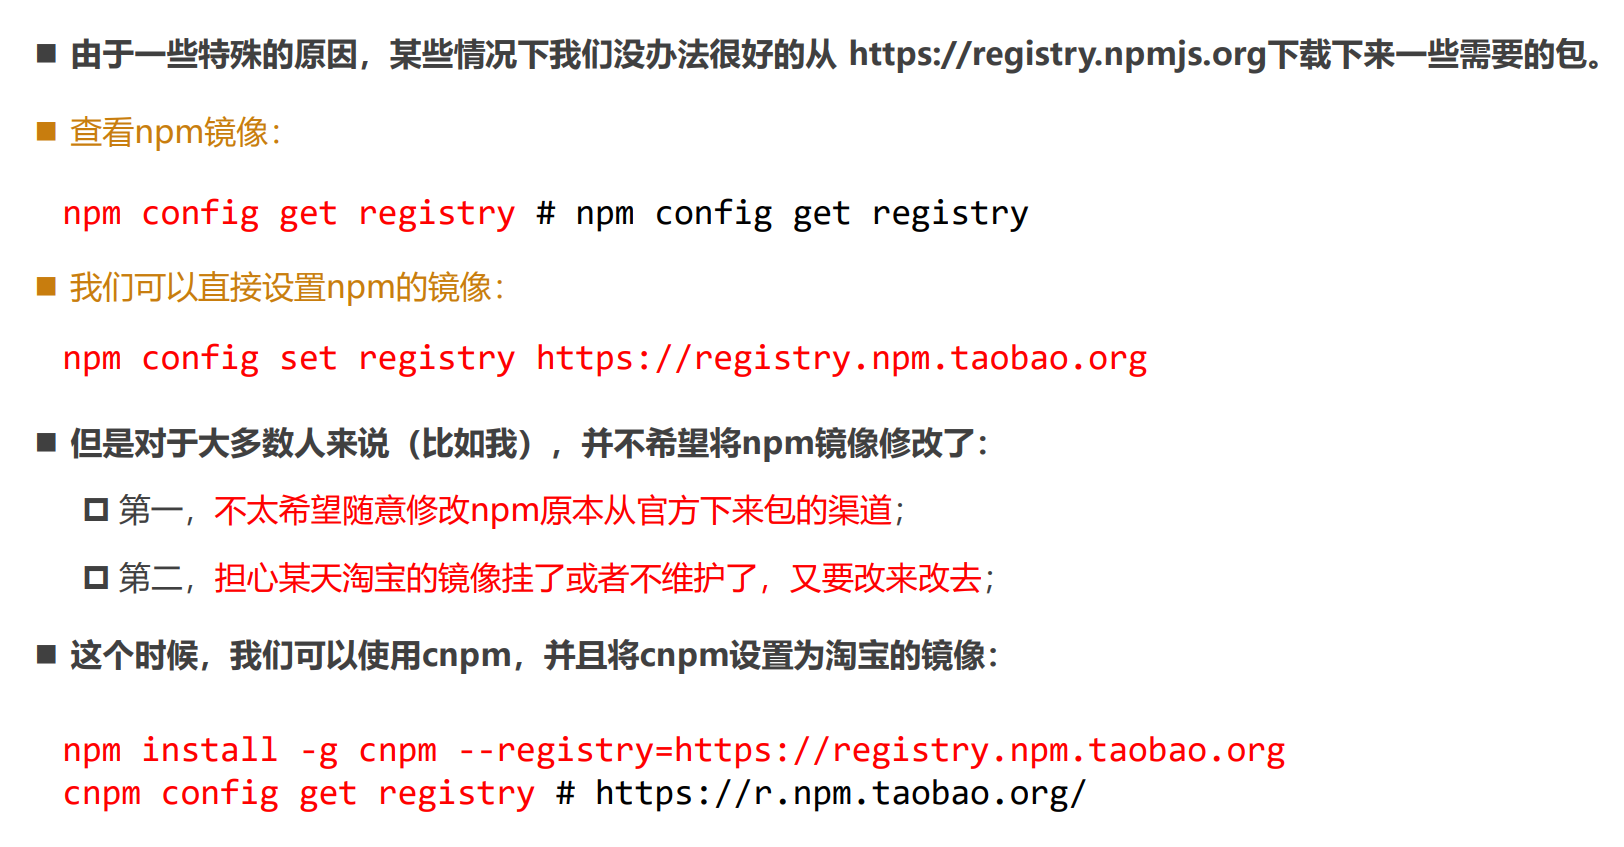 由于一些特殊的原因，某些情况下我们没办法很好的从 https://registry.npmjs.org下载下来一些需要的包。
查看npm镜像：
npm config get registry # npm config get registry
我们可以直接设置npm的镜像：
npm config set registry https://registry.npm.taobao.org
但是对于大多数人来说（比如我），并不希望将npm镜像修改了：
第一，不太希望随意修改npm原本从官方下来包的渠道；
第二，担心某天淘宝的镜像挂了或者不维护了，又要改来改去；
这个时候，我们可以使用cnpm，并且将cnpm设置为淘宝的镜像：
npm install -g cnpm --registry=https://registry.npm.taobao.org
cnpm config get registry # https://r.npm.taobao.org/